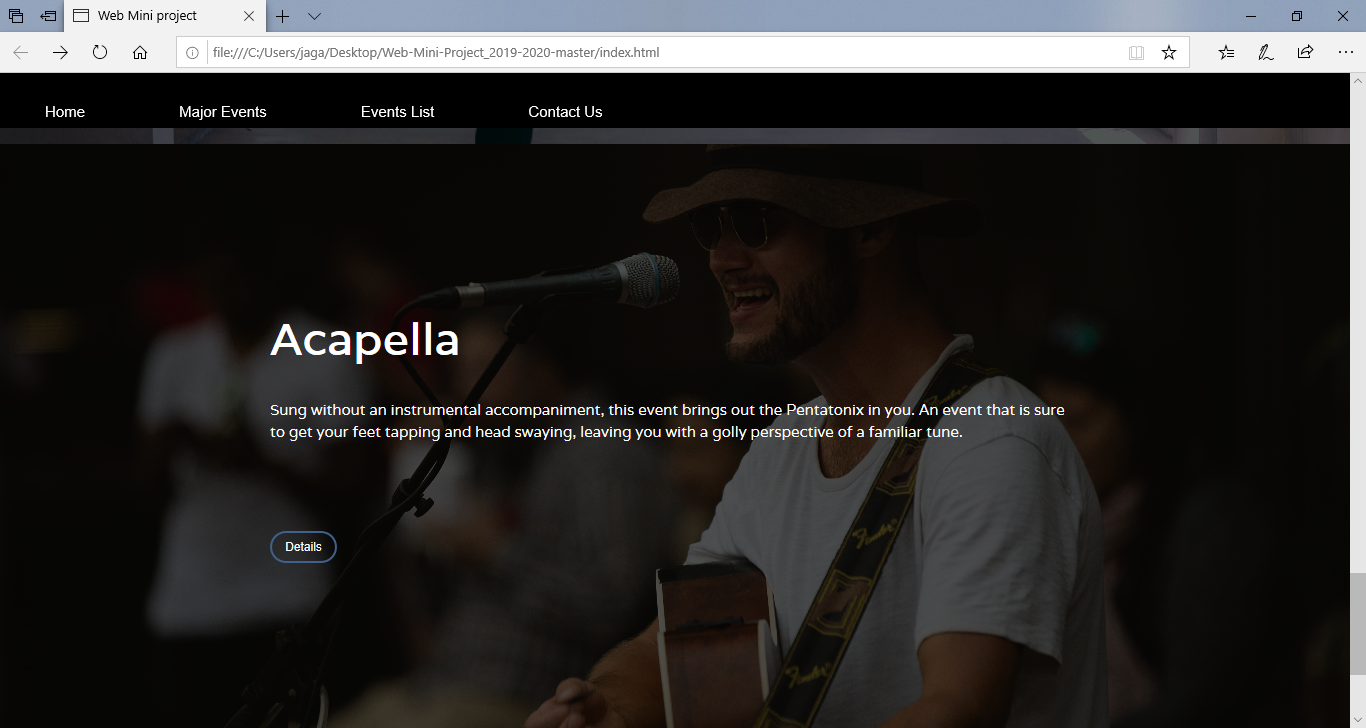 Web Mini project
file:///C:/Users/jaga/Desktop/Web-Mini-Project_2019-2020-master/index.html
Home Major Events Events List Contact Us
Acapella
Sung without an instrumental accompaniment, this event brings out the Pentatonix in you. An event that is sure
to get your feet tapping and head swaying, leaving you with a golly perspective of a familiar tune.
Details
Fender
Fender